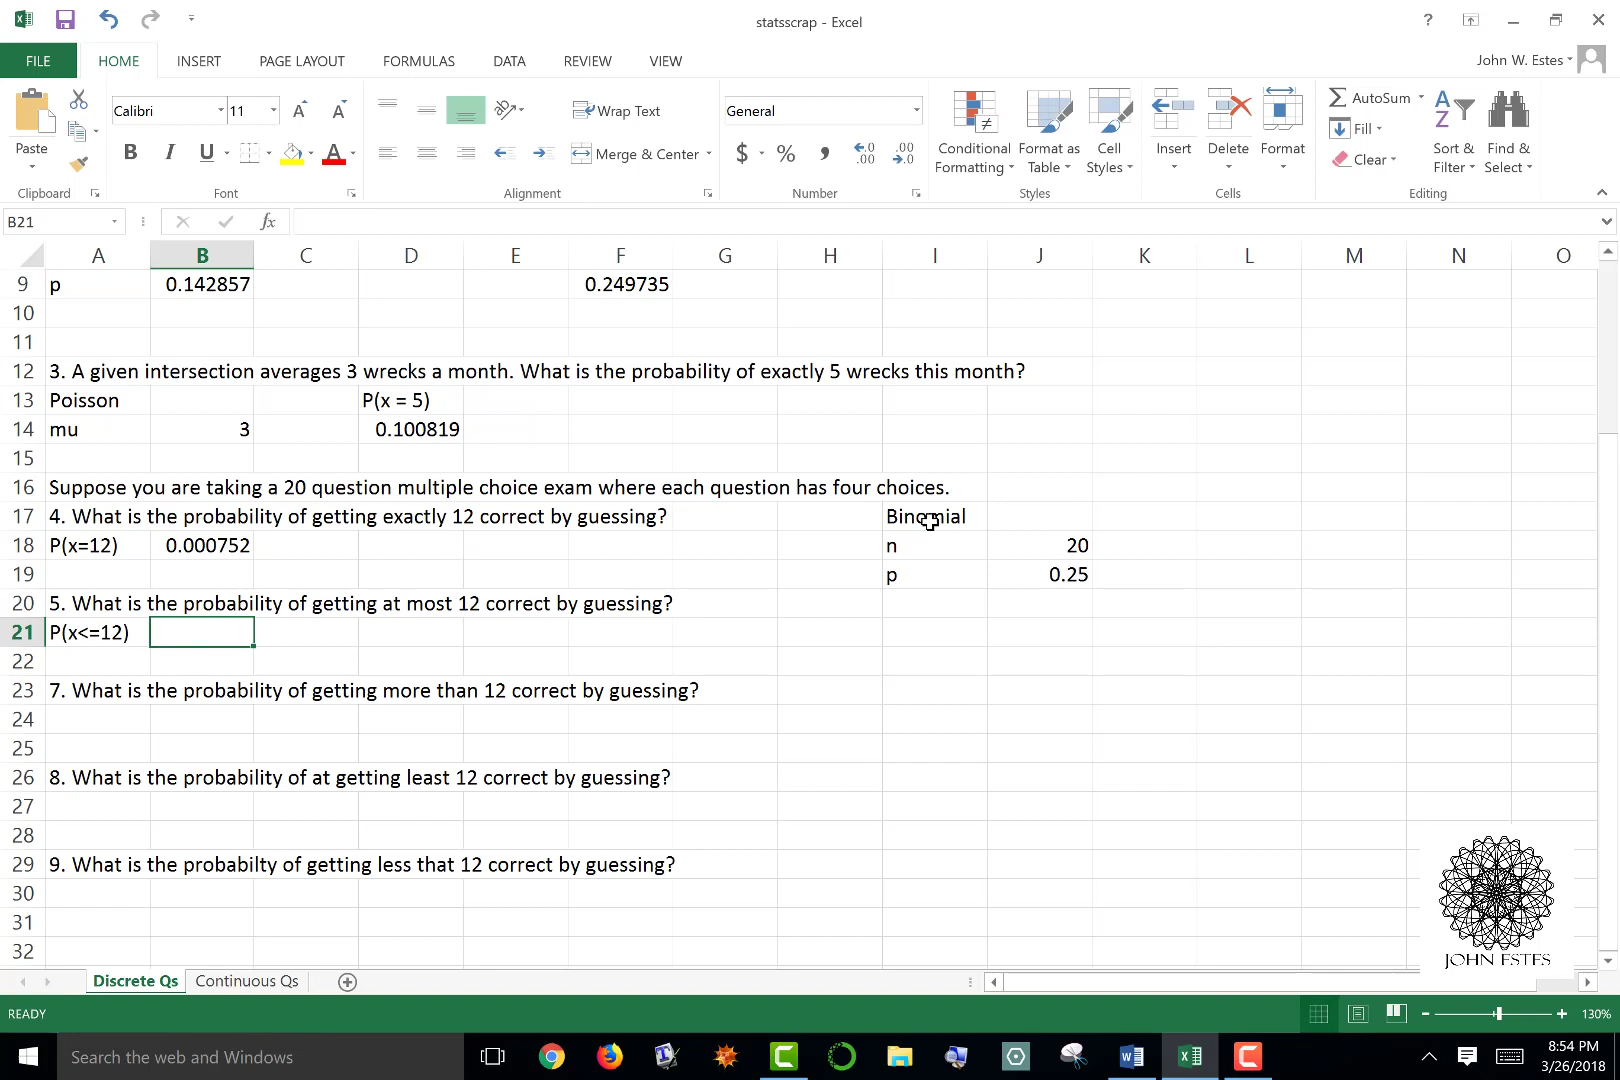 statsscrap - Excel
FILE HOME INSERT PAGE LAYOUT FORMULAS DATA REVIEW VIEW John W. Estes
Paste Calibri 11 Wrap Text General Conditional Formatting Format as Table Cell Styles Insert Delete Format AutoSum Fill Clear Sort & Filter Find & Select
B I U A Merge & Center $ % , .00 .0
Clipboard Font Alignment Number Styles Cells Editing
B21 fx
A B C D E F G H I J K L M N O
9 p 0.142857 0.249735
10
11
12 3. A given intersection averages 3 wrecks a month. What is the probability of exactly 5 wrecks this month?
13 Poisson P(x = 5)
14 mu 3 0.100819
15
16 Suppose you are taking a 20 question multiple choice exam where each question has four choices.
17 4. What is the probability of getting exactly 12 correct by guessing? Binomial
18 P(x=12) 0.000752 n 20
19 p 0.25
20 5. What is the probability of getting at most 12 correct by guessing?
21 P(x<=12)
22
23 7. What is the probability of getting more than 12 correct by guessing?
24
25
26 8. What is the probability of at getting least 12 correct by guessing?
27
28
29 9. What is the probabilty of getting less that 12 correct by guessing?
30
31
32
JOHN ESTES
Discrete Qs Continuous Qs
READY 130%
Search the web and Windows
8:54 PM
3/26/2018